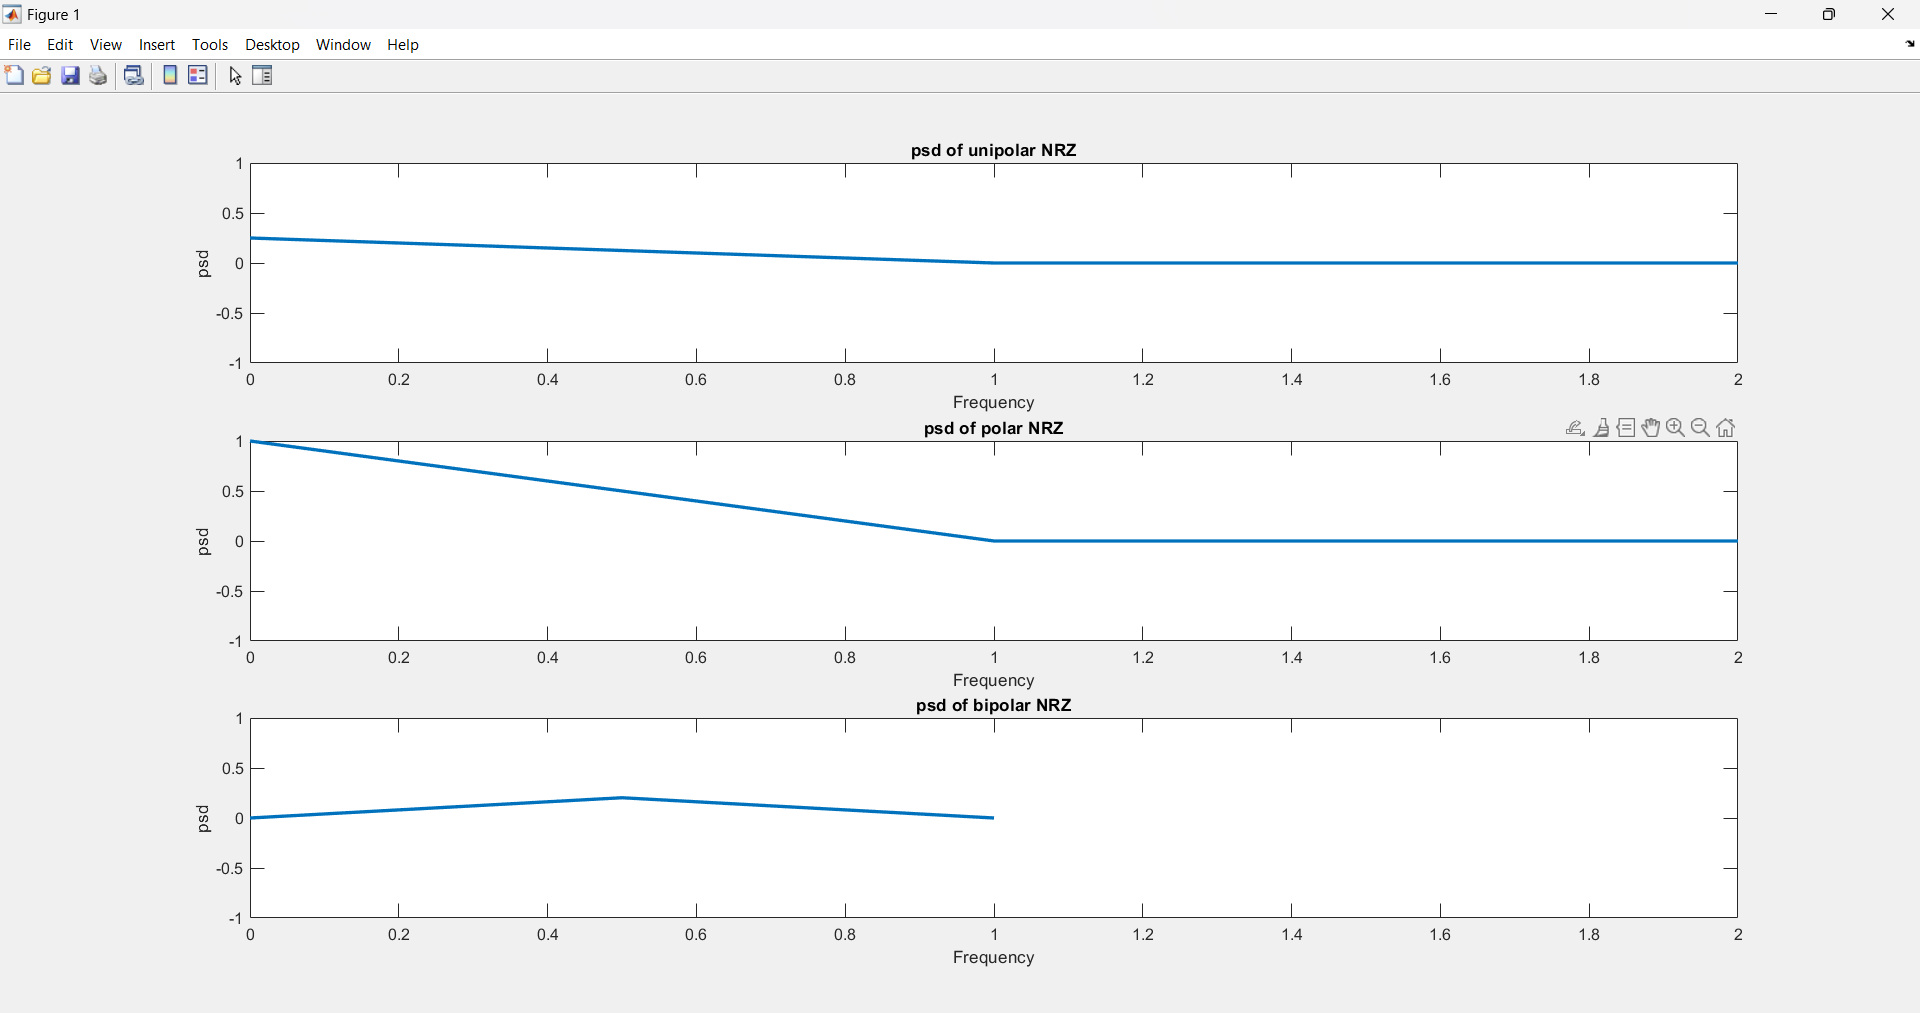 Figure 1
File Edit View Insert Tools Desktop Window Help
psd of unipolar NRZ
1
0.5
0
-0.5
-1
psd
0 0.2 0.4 0.6 0.8 1 1.2 1.4 1.6 1.8 2
Frequency
psd of polar NRZ
1
0.5
0
-0.5
-1
psd
0 0.2 0.4 0.6 0.8 1 1.2 1.4 1.6 1.8 2
Frequency
psd of bipolar NRZ
1
0.5
0
-0.5
-1
psd
0 0.2 0.4 0.6 0.8 1 1.2 1.4 1.6 1.8 2
Frequency